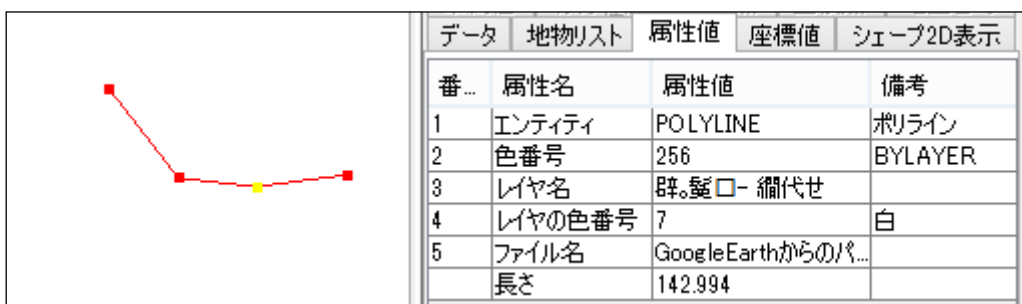 データ 地物リスト 属性値 座標値 シェープ2D表示
番... 属性名 属性値 備考
1 エンティティ POLYLINE ポリライン
2 色番号 256 BYLAYER
3 レイヤ名
4 レイヤの色番号 7 白
5 ファイル名 GoogleEarthからのパ...
長さ 142.994